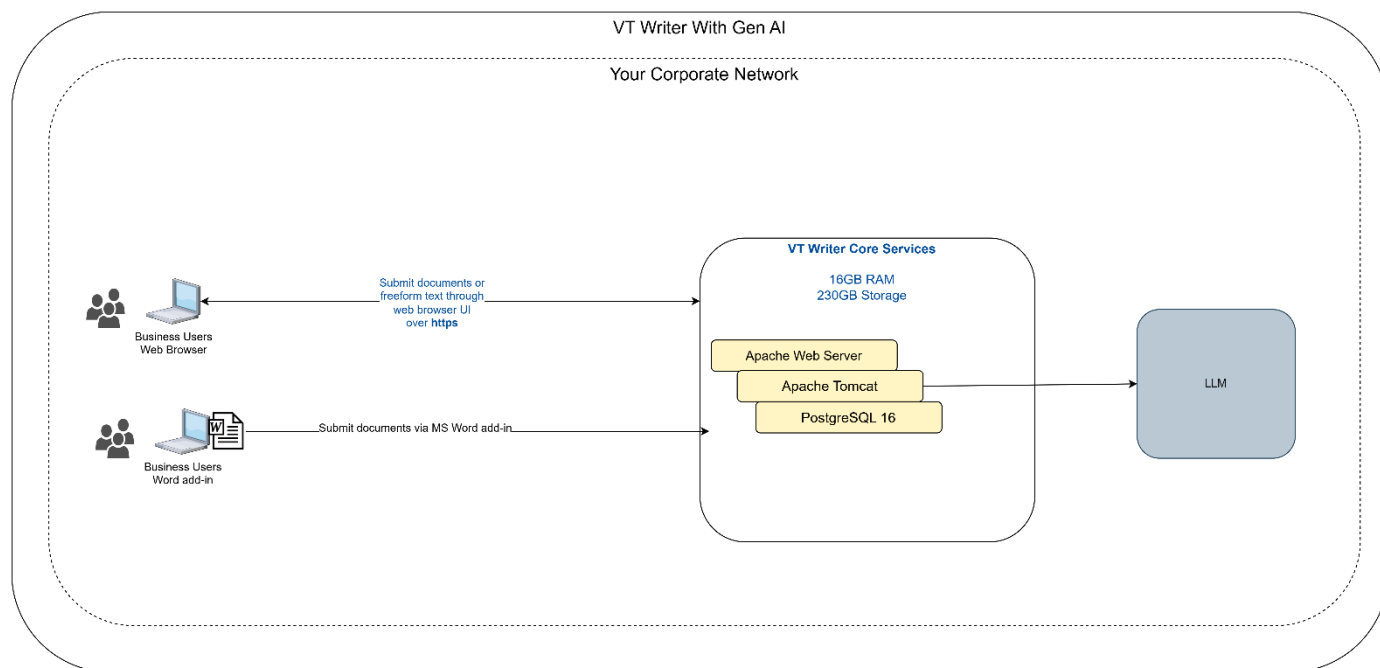 VT Writer With Gen AI
Your Corporate Network
VT Writer Core Services
16GB RAM
230GB Storage
Submit documents or
freeform text through
web browser UI
over https
Business Users
Web Browser
Apache Web Server
Apache Tomcat
PostgreSQL 16
LLM
W
Submit documents via MS Word add-in
Business Users
Word add-in